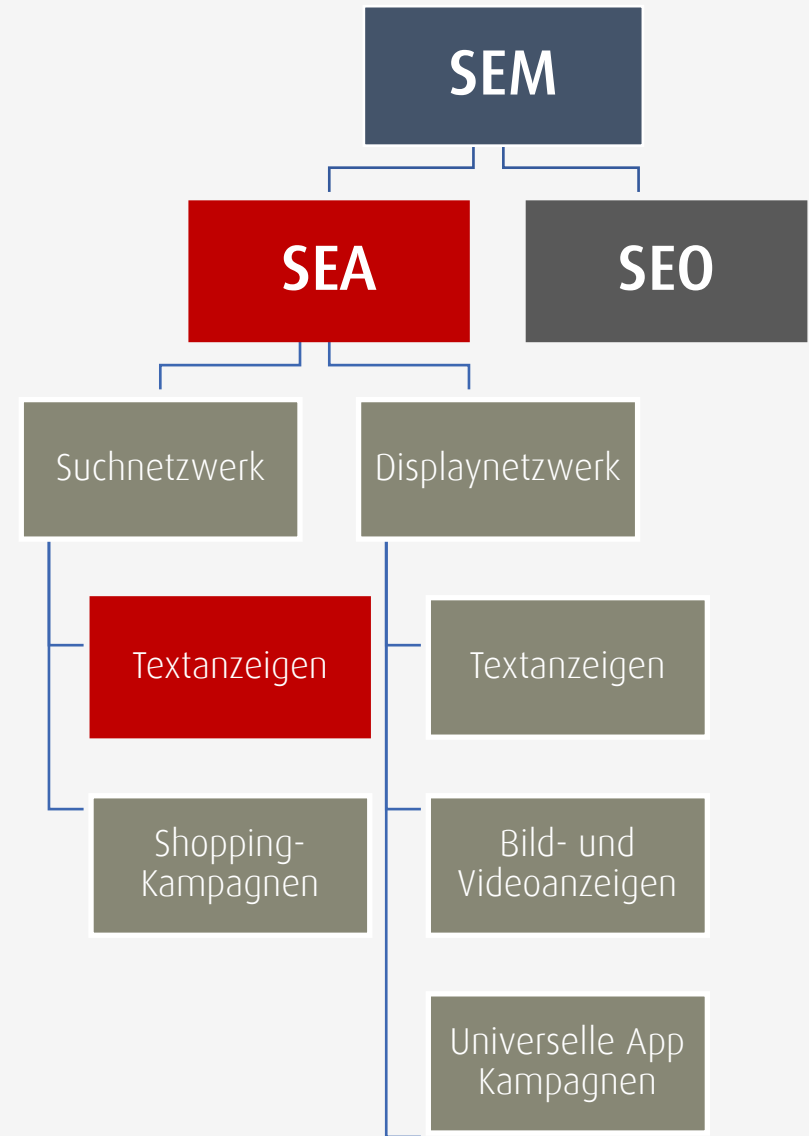 SEM
SEA
SEO
Suchnetzwerk
Displaynetzwerk
Textanzeigen
Textanzeigen
Shopping-
Kampagnen
Bild- und
Videoanzeigen
Universelle App
Kampagnen